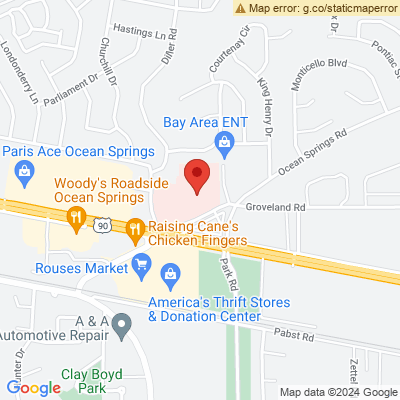 Map error: g.co/staticmaperror
Hastings Ln
Difler Rd
Courtenay Cir
Pontiac St
Londonderry Ln
Churchill Dr
Parliament Dr
Monticello Blvd
King Henry Dr
Bay Area ENT
Ocean Springs Rd
Paris Ace Ocean Springs
Woody's Roadside
Ocean Springs
Groveland Rd
90
Raising Cane's
Chicken Fingers
Rouses Market
Park Rd
America's Thrift Stores
& Donation Center
A & A
Automotive Repair
Pabst Rd
unter Dr
Clay Boyd
Park
Zettel
Google
Map data ©2024 Google